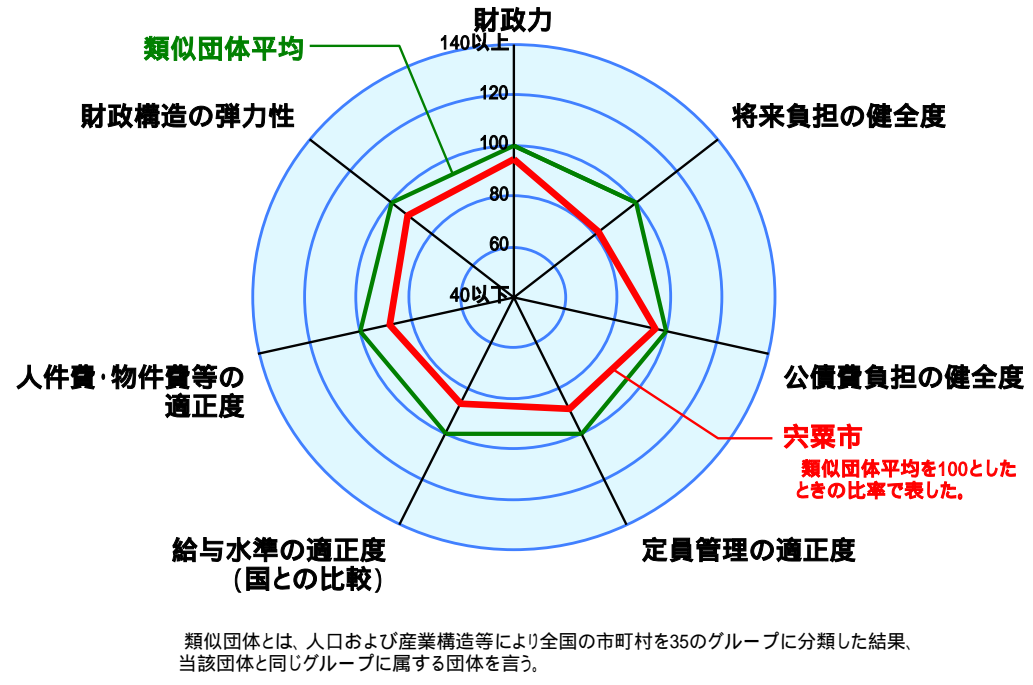 財政力
140以上
類似団体平均
120
財政構造の弾力性
将来負担の健全度
100
80
60
40以下
人件費・物件費等の
適正度
公債費負担の健全度
宍粟市
類似団体平均を100とした
ときの比率で表した。
給与水準の適正度
(国との比較)
定員管理の適正度
類似団体とは、人口および産業構造等により全国の市町村を35のグループに分類した結果、
当該団体と同じグループに属する団体を言う。